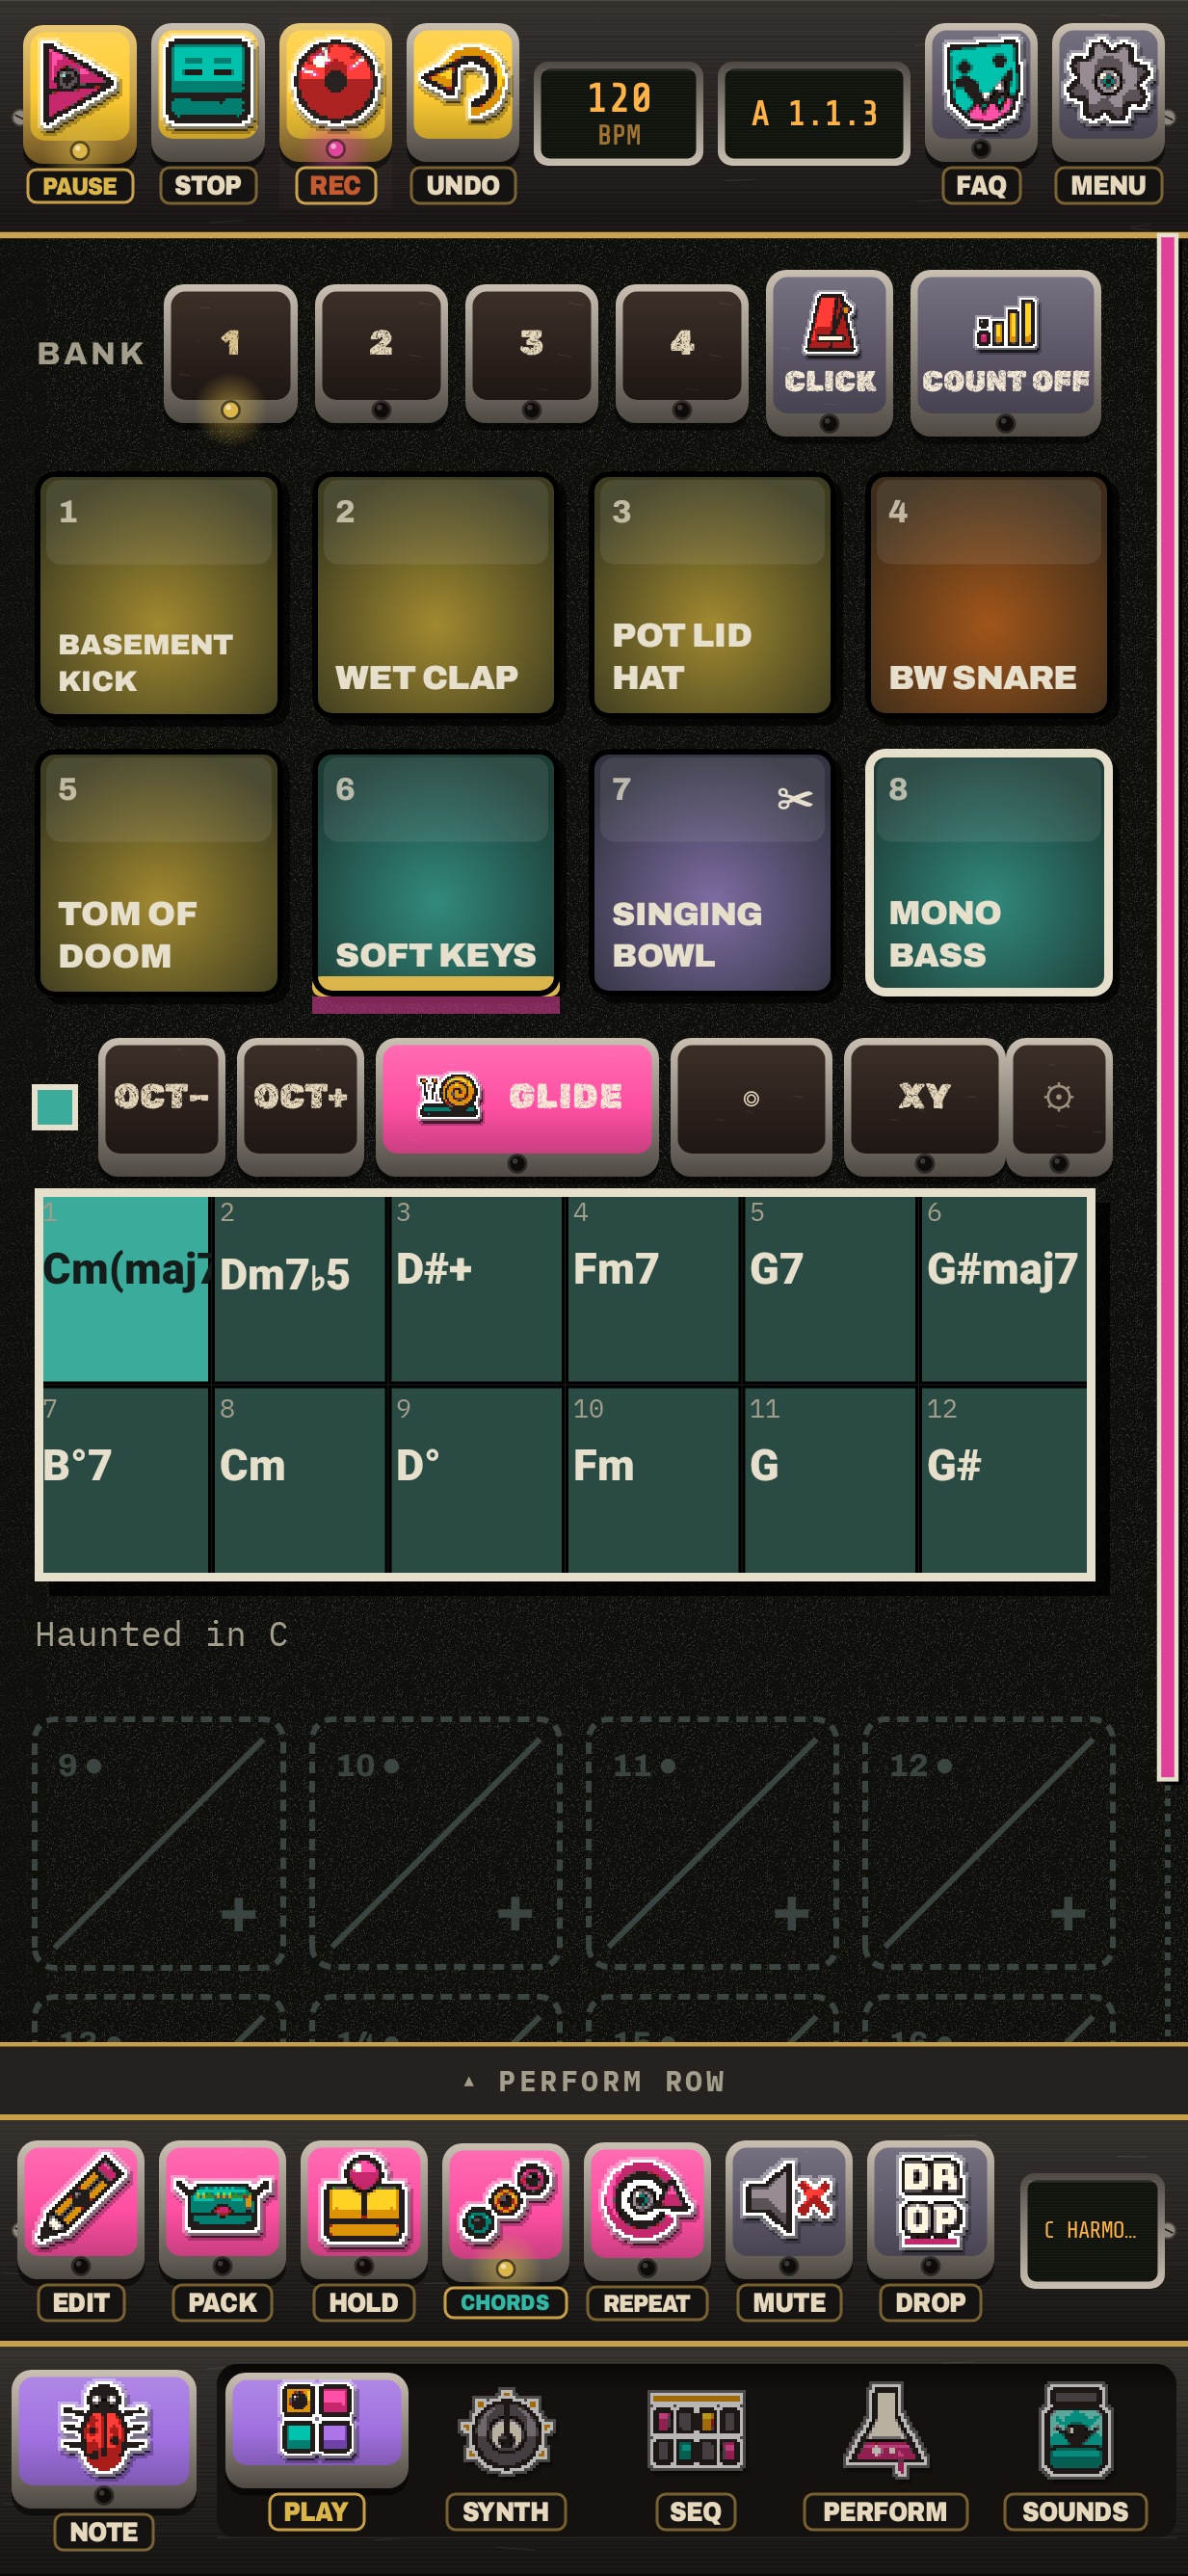 120
BPM
A 1.1.3
PAUSE
STOP
REC
UNDO
FAQ
MENU
BANK
1
2
3
4
CLICK
COUNT OFF
1
2
3
4
BASEMENT
KICK
WET CLAP
POT LID
HAT
BW SNARE
5
6
7
8
TOM OF
DOOM
SOFT KEYS
SINGING
BOWL
MONO
BASS
OCT-
OCT+
GLIDE
XY
1
2
3
4
5
6
Cm(maj7
Dm7♭5
D#+
Fm7
G7
G#maj7
7
8
9
10
11
12
B°7
Cm
D°
Fm
G
G#
Haunted in C
9
10
11
12
13
14
15
16
▲ PERFORM ROW
DR
OP
C HARMO…
EDIT
PACK
HOLD
CHORDS
REPEAT
MUTE
DROP
NOTE
PLAY
SYNTH
SEQ
PERFORM
SOUNDS